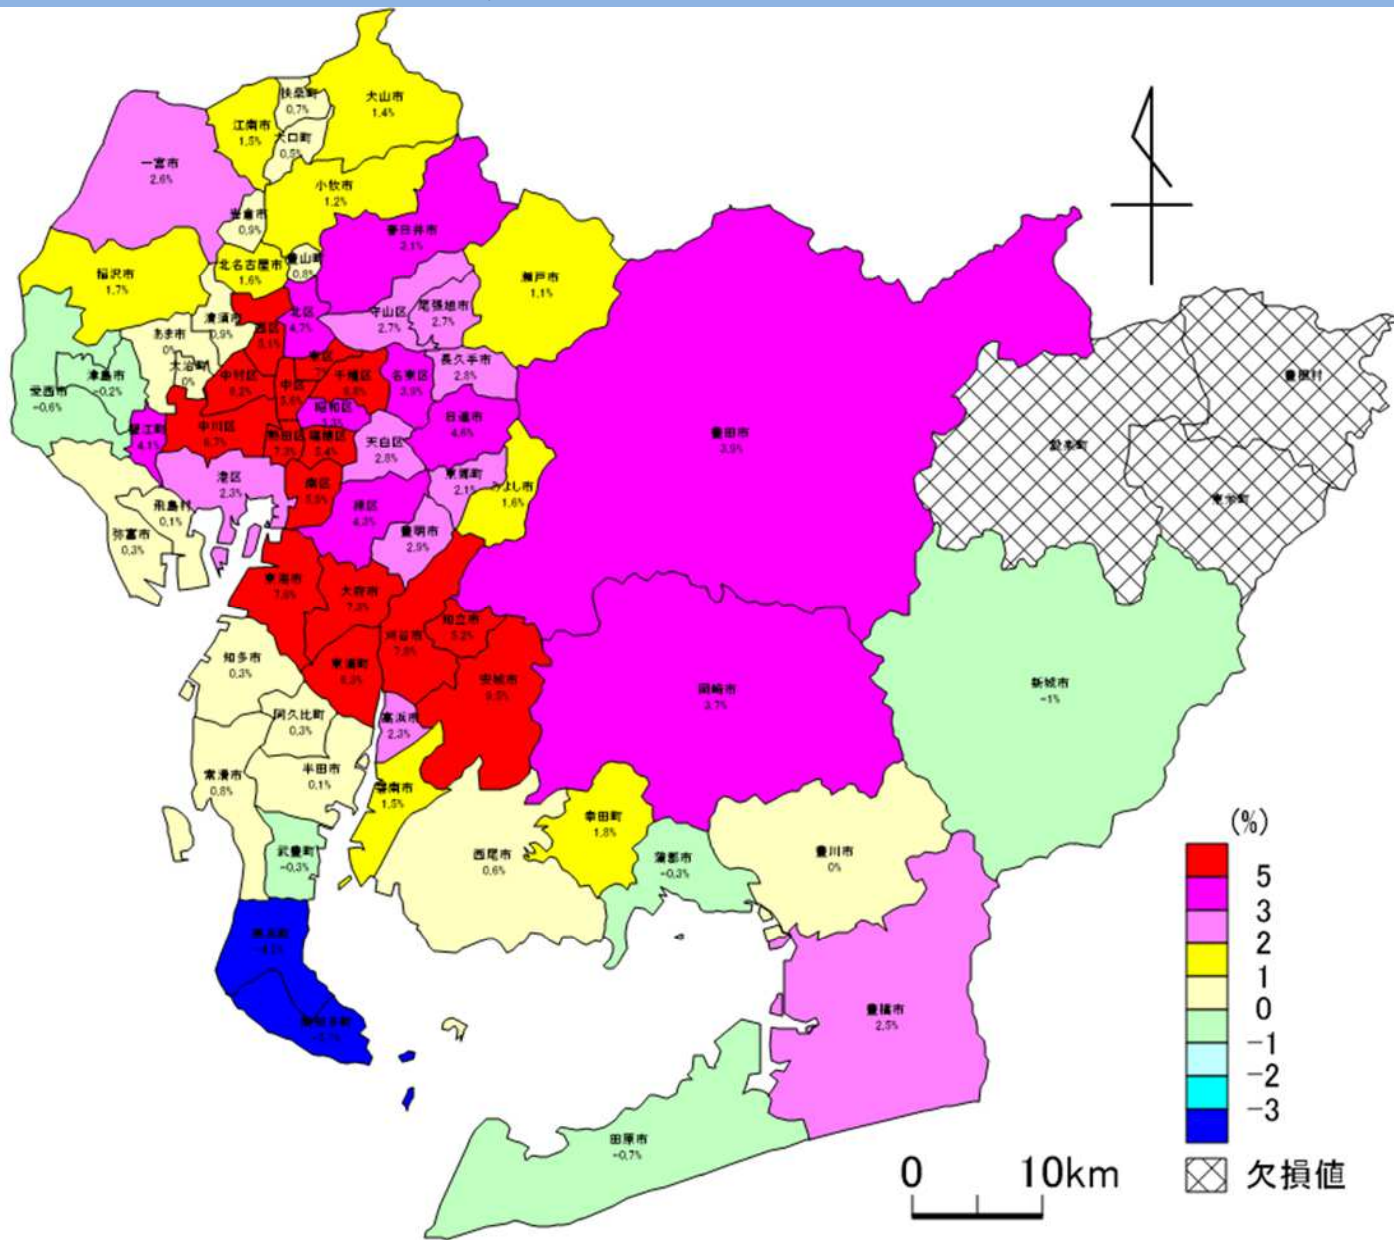 扶桑町
0.7%
犬山市
1.4%
江南市
1.5%
大口町
0.5%
一宮市
2.6%
小牧市
1.2%
岩倉市
0.9%
春日井市
3.1%
北名古屋市
1.6%
豊山町
0.8%
稲沢市
1.7%
瀬戸市
1.1%
清須市
0.9%
あま市
0%
大治町
0%
西区
北区
守山区
2.7%
尾張旭市
2.7%
東区
長久手市
2.8%
津島市
-0.2%
愛西市
-0.6%
中村区
中区
千種区
名東区
昭和区
日進市
4.6%
蟹江町
4.1%
中川区
熱田区
瑞穂区
天白区
2.8%
豊田市
3.9%
港区
2.3%
南区
東郷町
2.1%
みよし市
1.6%
飛島村
0.1%
弥富市
0.3%
緑区
豊明市
2.9%
設楽町
豊根村
東栄町
東海市
大府市
知立市
5.2%
刈谷市
東浦町
安城市
知多市
0.3%
岡崎市
3.7%
新城市
-1%
阿久比町
0.3%
高浜市
2.3%
半田市
0.1%
常滑市
0.8%
碧南市
1.5%
幸田町
1.8%
武豊町
-0.3%
西尾市
0.6%
蒲郡市
-0.3%
豊川市
0%
美浜町
南知多町
豊橋市
2.5%
田原市
-0.7%
(%)
5
3
2
1
0
-1
-2
-3
欠損値
0
10km